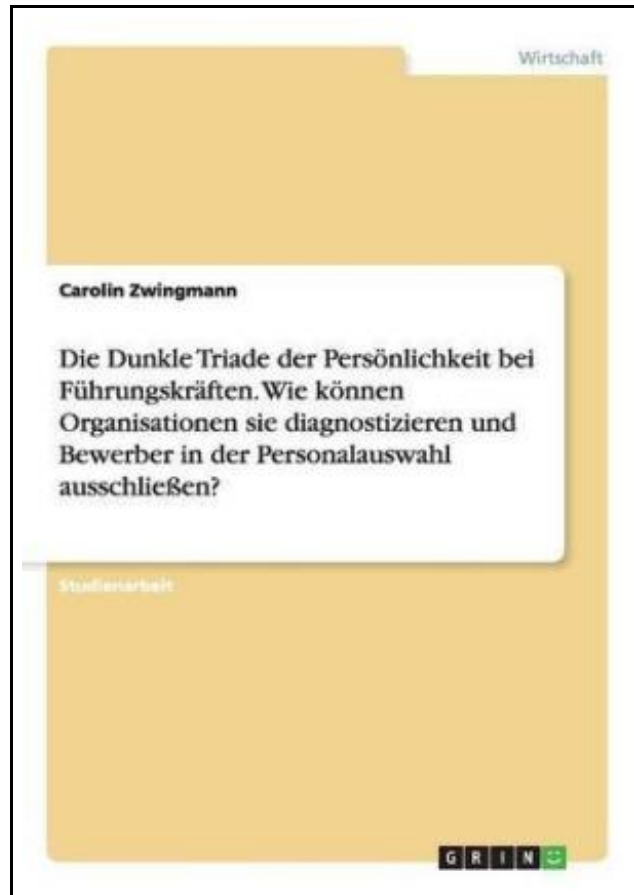 Wirtschaft
Carolin Zwingmann
Die Dunkle Triade der Persönlichkeit bei
Führungskräften. Wie können
Organisationen sie diagnostizieren und
Bewerber in der Personalauswahl
ausschließen?
Studienarbeit
GRIN